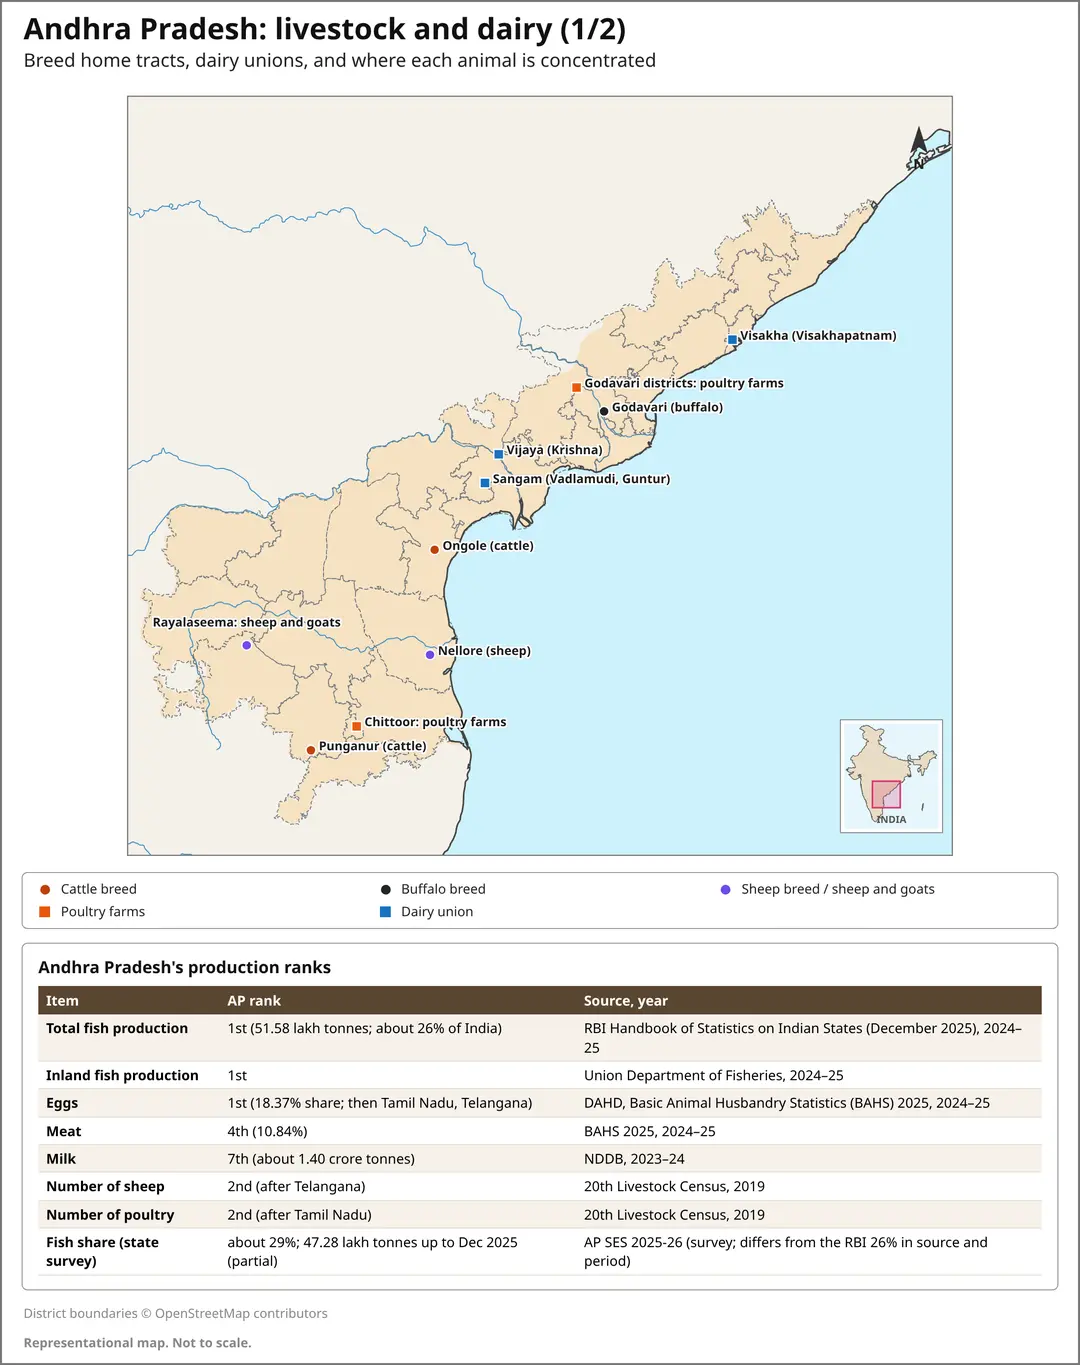 Andhra Pradesh: livestock and dairy (1/2)
Breed home tracts, dairy unions, and where each animal is concentrated
N
Visakha (Visakhapatnam)
Godavari districts: poultry farms
Godavari (buffalo)
Vijaya (Krishna)
Sangam (Vadlamudi, Guntur)
Ongole (cattle)
Rayalaseema: sheep and goats
Nellore (sheep)
Chittoor: poultry farms
Punganur (cattle)
INDIA
Cattle breed
Buffalo breed
Sheep breed / sheep and goats
Poultry farms
Dairy union
Andhra Pradesh's production ranks
Item AP rank Source, year
Total fish production 1st (51.58 lakh tonnes; about 26% of India) RBI Handbook of Statistics on Indian States (December 2025), 2024–
25
Inland fish production 1st Union Department of Fisheries, 2024–25
Eggs 1st (18.37% share; then Tamil Nadu, Telangana) DAHD, Basic Animal Husbandry Statistics (BAHS) 2025, 2024–25
Meat 4th (10.84%) BAHS 2025, 2024–25
Milk 7th (about 1.40 crore tonnes) NDDB, 2023–24
Number of sheep 2nd (after Telangana) 20th Livestock Census, 2019
Number of poultry 2nd (after Tamil Nadu) 20th Livestock Census, 2019
Fish share (state about 29%; 47.28 lakh tonnes up to Dec 2025 AP SES 2025-26 (survey; differs from the RBI 26% in source and
survey) (partial) period)
District boundaries © OpenStreetMap contributors
Representational map. Not to scale.